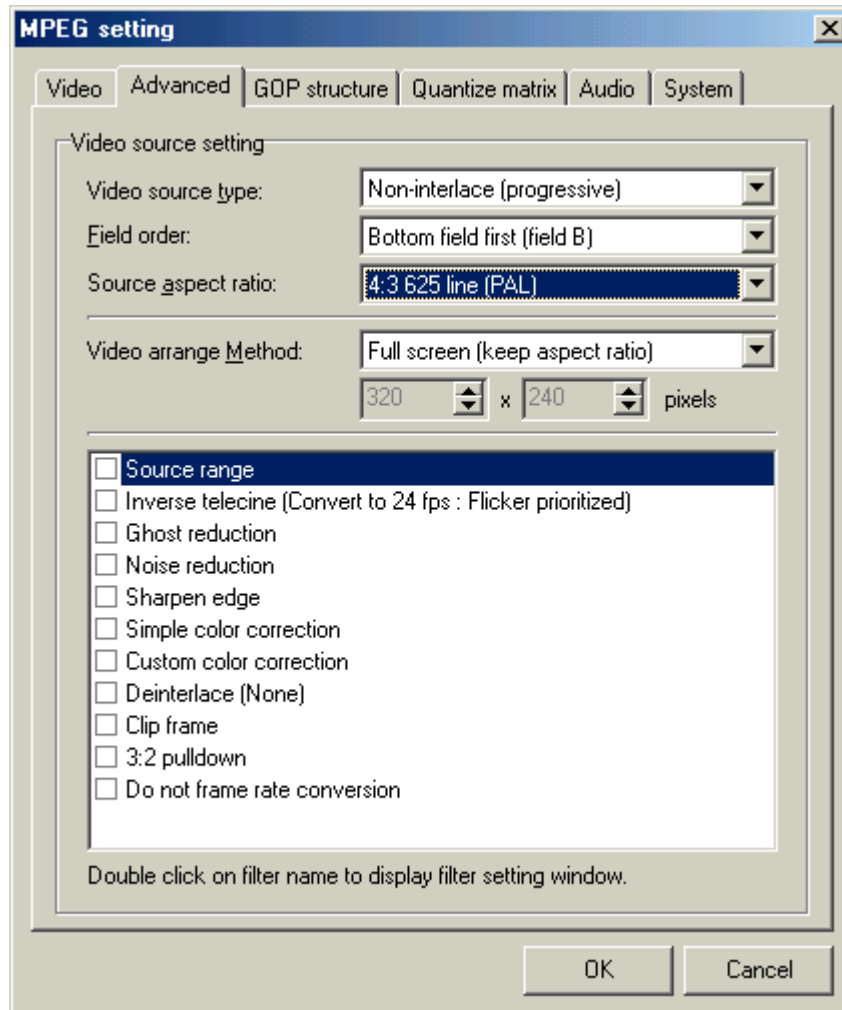 MPEG setting
Video Advanced GOP structure Quantize matrix Audio System
Video source setting
Video source type: Non-interlace (progressive)
Field order: Bottom field first (field B)
Source aspect ratio: 4:3 625 line (PAL)
Video arrange Method: Full screen (keep aspect ratio)
320 x 240 pixels
Source range
Inverse telecine (Convert to 24 fps : Flicker prioritized)
Ghost reduction
Noise reduction
Sharpen edge
Simple color correction
Custom color correction
Deinterlace (None)
Clip frame
3:2 pulldown
Do not frame rate conversion
Double click on filter name to display filter setting window.
OK Cancel